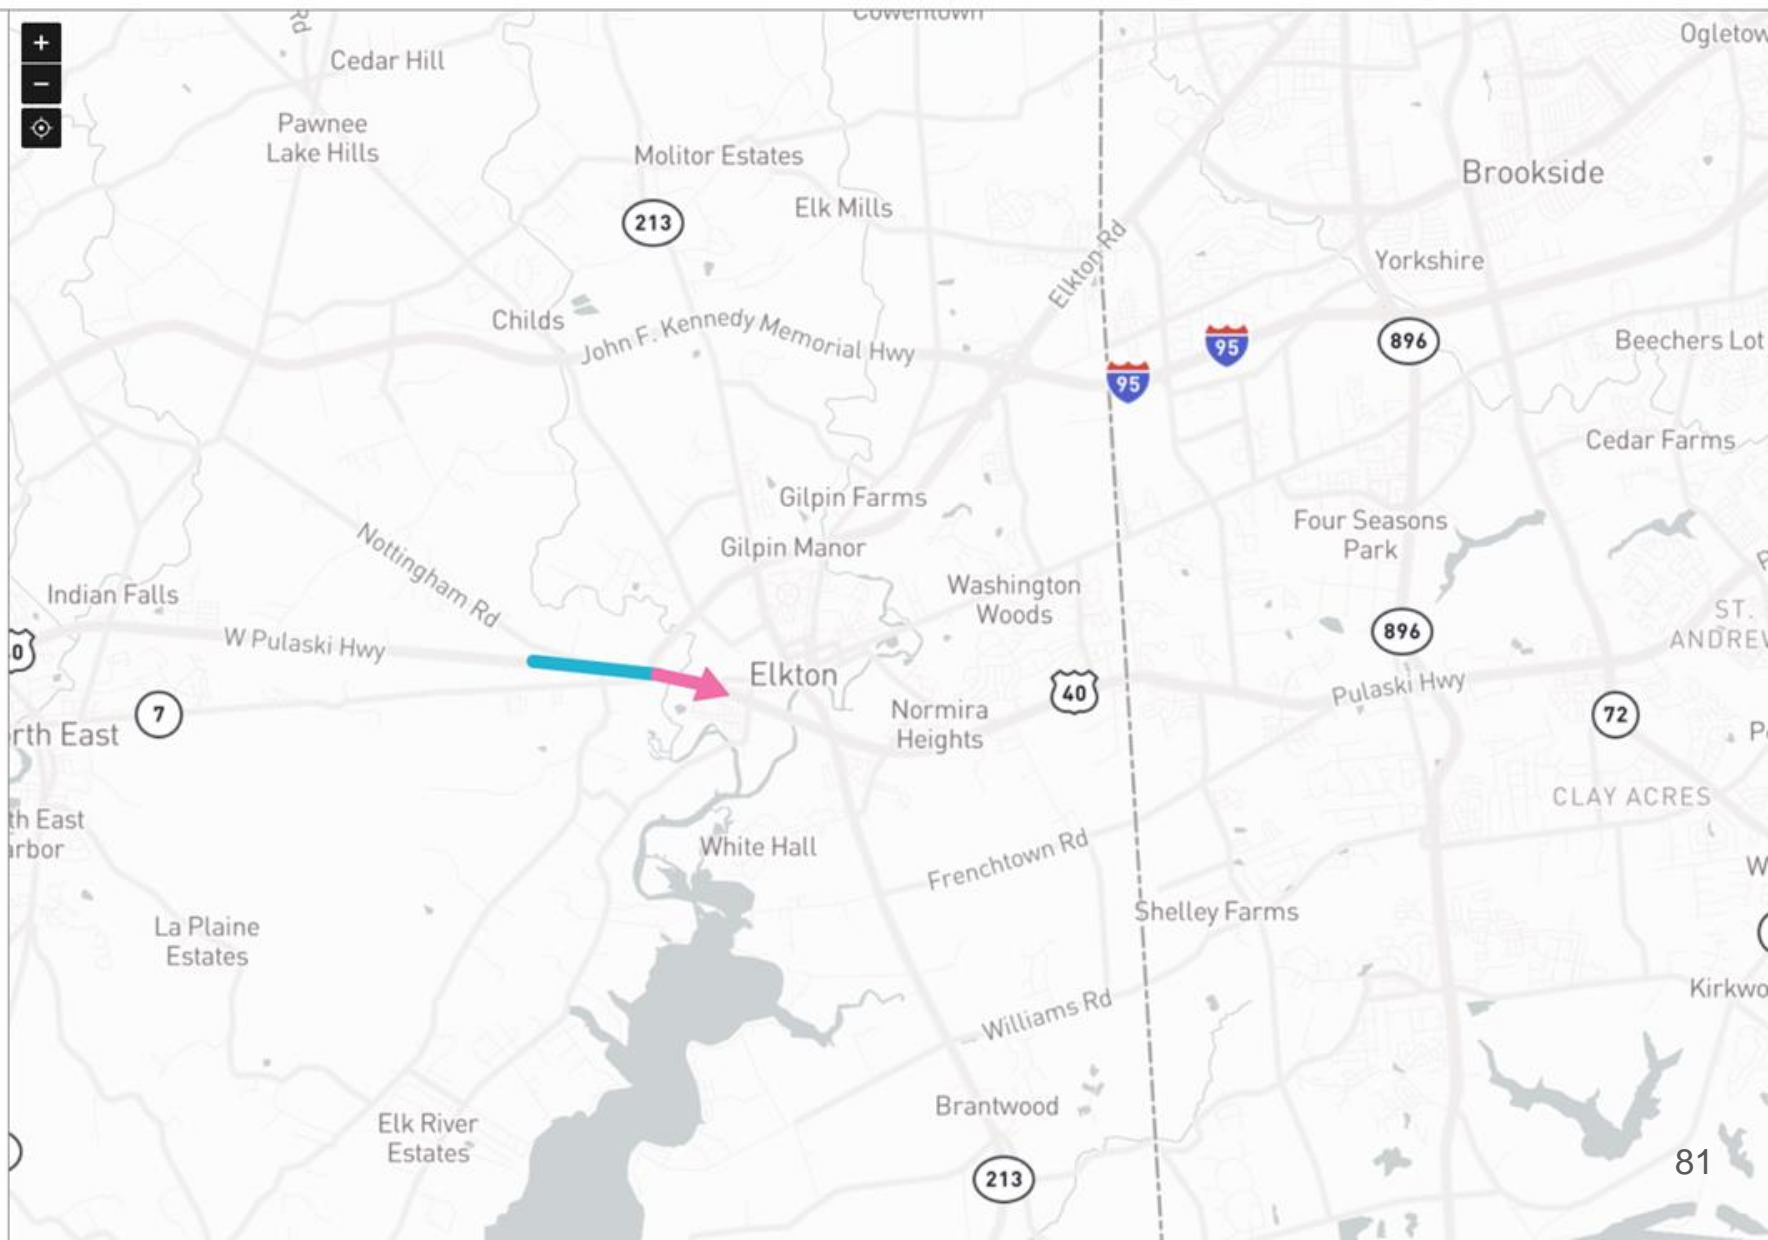 Cowentown
Rd
Cedar Hill
Ogletow
Pawnee
Lake Hills
Molitor Estates
Brookside
Elk Mills
213
Elkton Rd
Yorkshire
Childs
John F. Kennedy Memorial Hwy
95
896
Beechers Lot
95
Cedar Farms
Gilpin Farms
Four Seasons
Park
Gilpin Manor
Nottingham Rd
Washington
Woods
Indian Falls
ST.
ANDREW
896
W Pulaski Hwy
0
Elkton
40
Pulaski Hwy
7
Normira
Heights
72
rth East
P
CLAY ACRES
th East
arbor
White Hall
Frenchtown Rd
W
Shelley Farms
La Plaine
Estates
Kirkwo
Williams Rd
Brantwood
Elk River
Estates
213
81